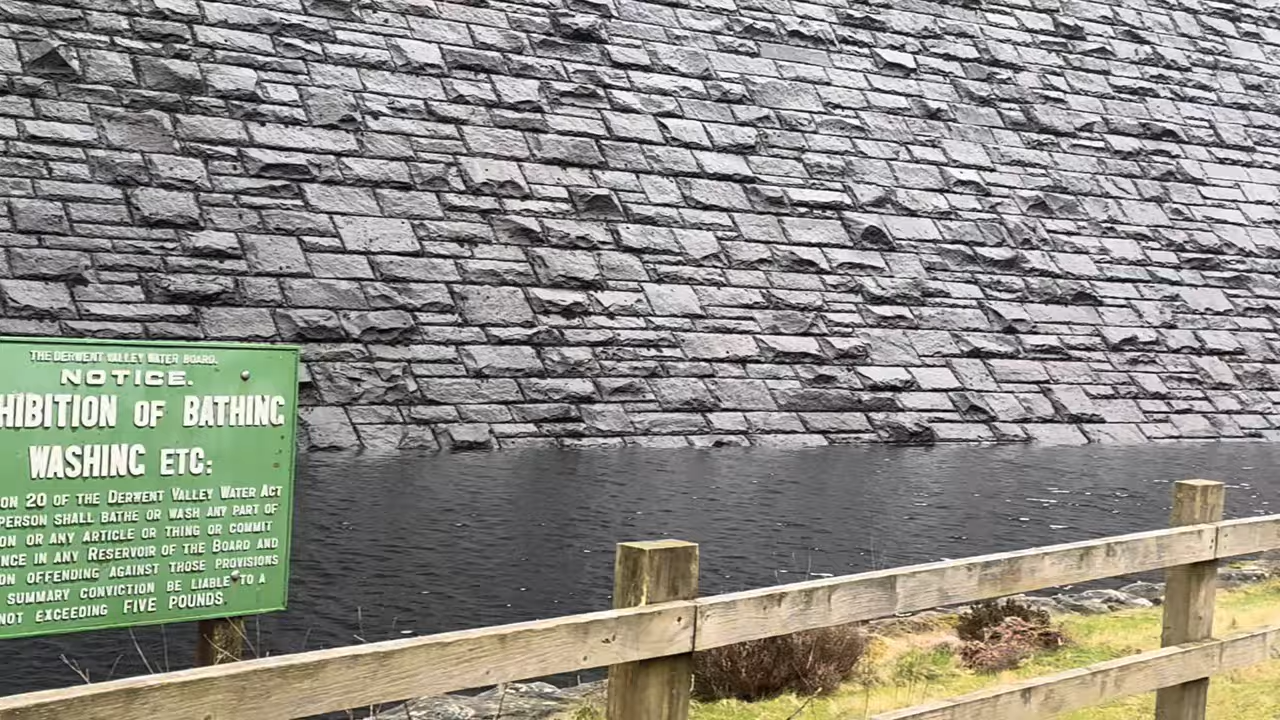 THE DERWENT VALLEY WATER BOARD.
NOTICE.
HIBITION OF BATHING
WASHING ETC:
ON 20 OF THE DERWENT VALLEY WATER ACT
PERSON SHALL BATHE OR WASH ANY PART OF
ON OR ANY ARTICLE OR THING OR COMMIT
NCE IN ANY RESERVOIR OF THE BOARD AND
ON OFFENDING AGAINST THOSE PROVISIONS
SUMMARY CONVICTION BE LIABLE TO A
NOT EXCEEDING FIVE POUNDS.